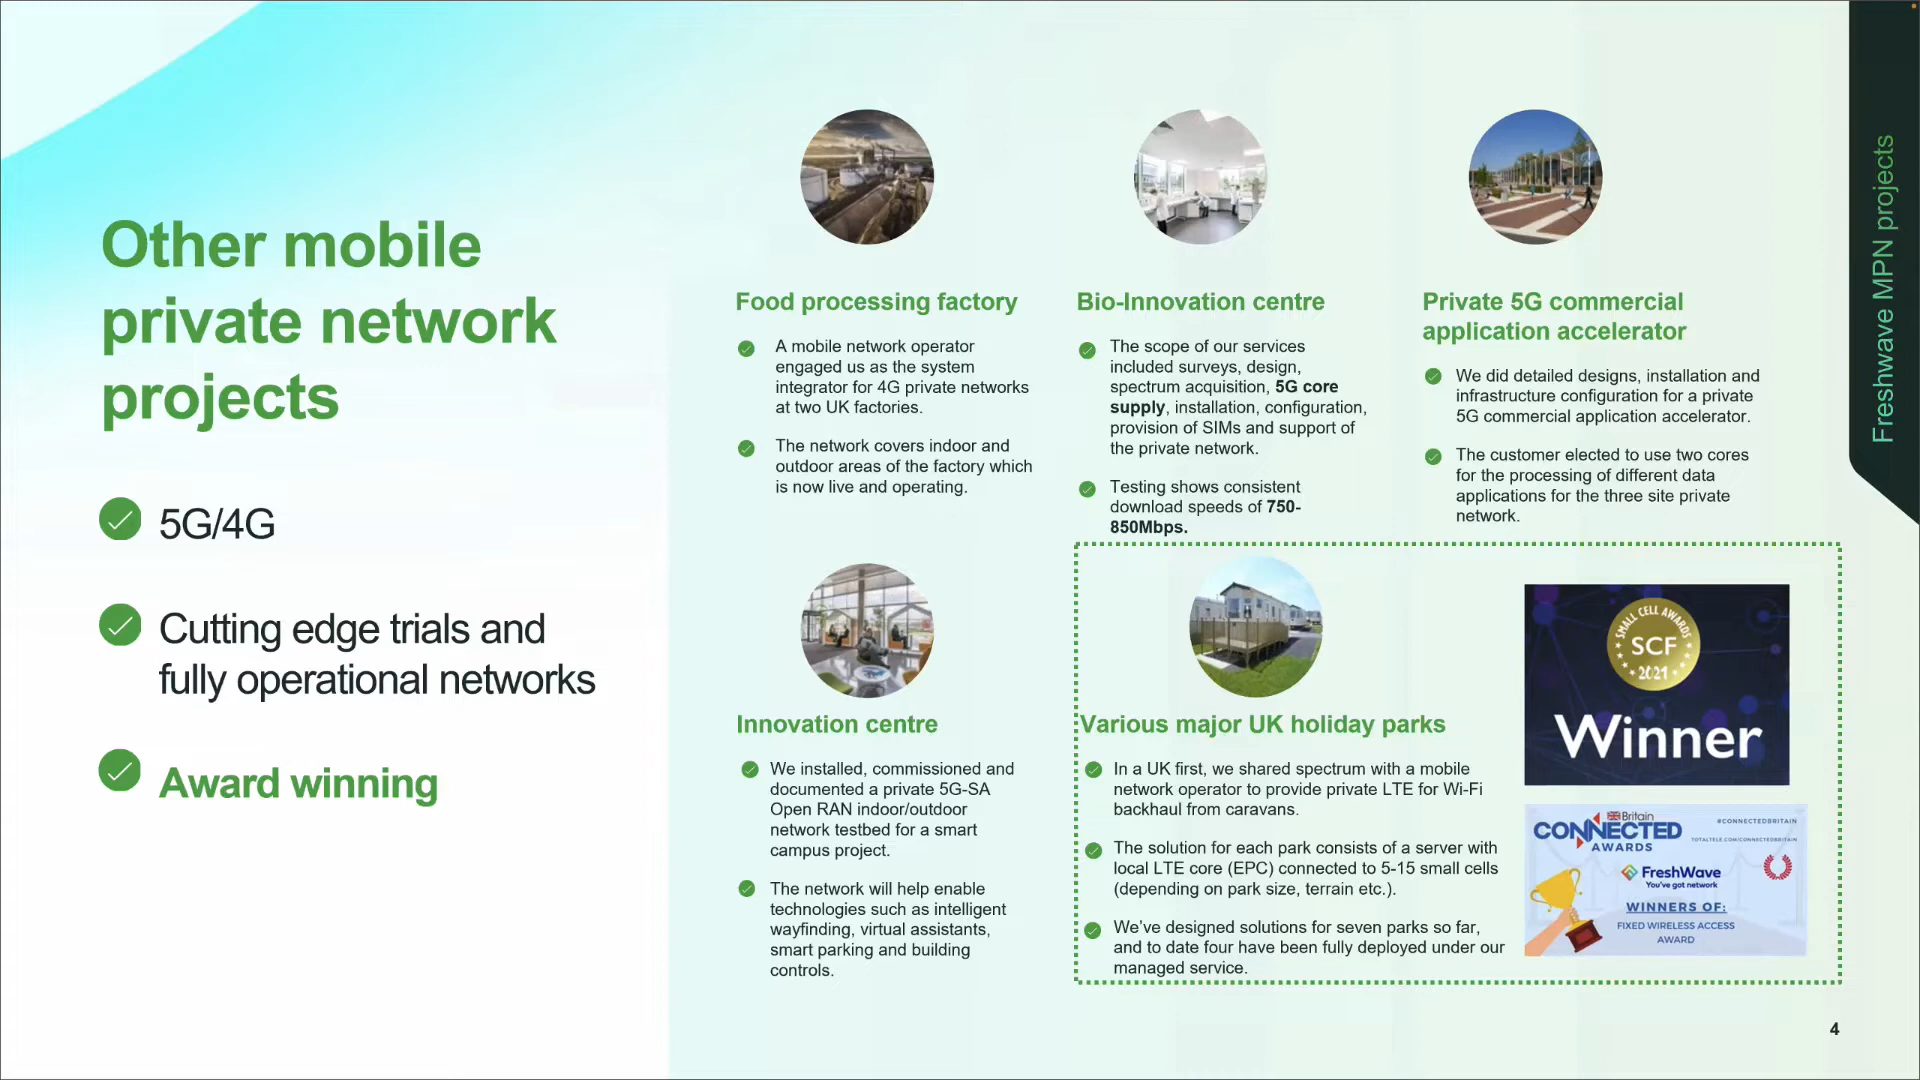 Other mobile
private network
projects
5G/4G
Cutting edge trials and
fully operational networks
Award winning
Food processing factory
A mobile network operator
engaged us as the system
integrator for 4G private networks
at two UK factories.
The network covers indoor and
outdoor areas of the factory which
is now live and operating.
Bio-Innovation centre
The scope of our services
included surveys, design,
spectrum acquisition, 5G core
supply, installation, configuration,
provision of SIMs and support of
the private network.
Testing shows consistent
download speeds of 750-
850Mbps.
Private 5G commercial
application accelerator
We did detailed designs, installation and
infrastructure configuration for a private
5G commercial application accelerator.
The customer elected to use two cores
for the processing of different data
applications for the three site private
network.
Innovation centre
We installed, commissioned and
documented a private 5G-SA
Open RAN indoor/outdoor
network testbed for a smart
campus project.
The network will help enable
technologies such as intelligent
wayfinding, virtual assistants,
smart parking and building
controls.
Various major UK holiday parks
In a UK first, we shared spectrum with a mobile
network operator to provide private LTE for Wi-Fi
backhaul from caravans.
The solution for each park consists of a server with
local LTE core (EPC) connected to 5-15 small cells
(depending on park size, terrain etc.).
We've designed solutions for seven parks so far,
and to date four have been fully deployed under our
managed service.
SMALL CELL AWARDS
SCF
2021
Winner
Britain
CONNECTED
AWARDS
#CONNECTEDBRITAIN
TOTALTELE.COM/CONNECTEDBRITAIN
FreshWave
You've got network
WINNERS OF:
FIXED WIRELESS ACCESS
AWARD
Freshwave MPN projects
4